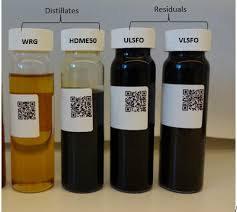 Distillates Residuals
WRG HDME50 ULSFO VLSFO